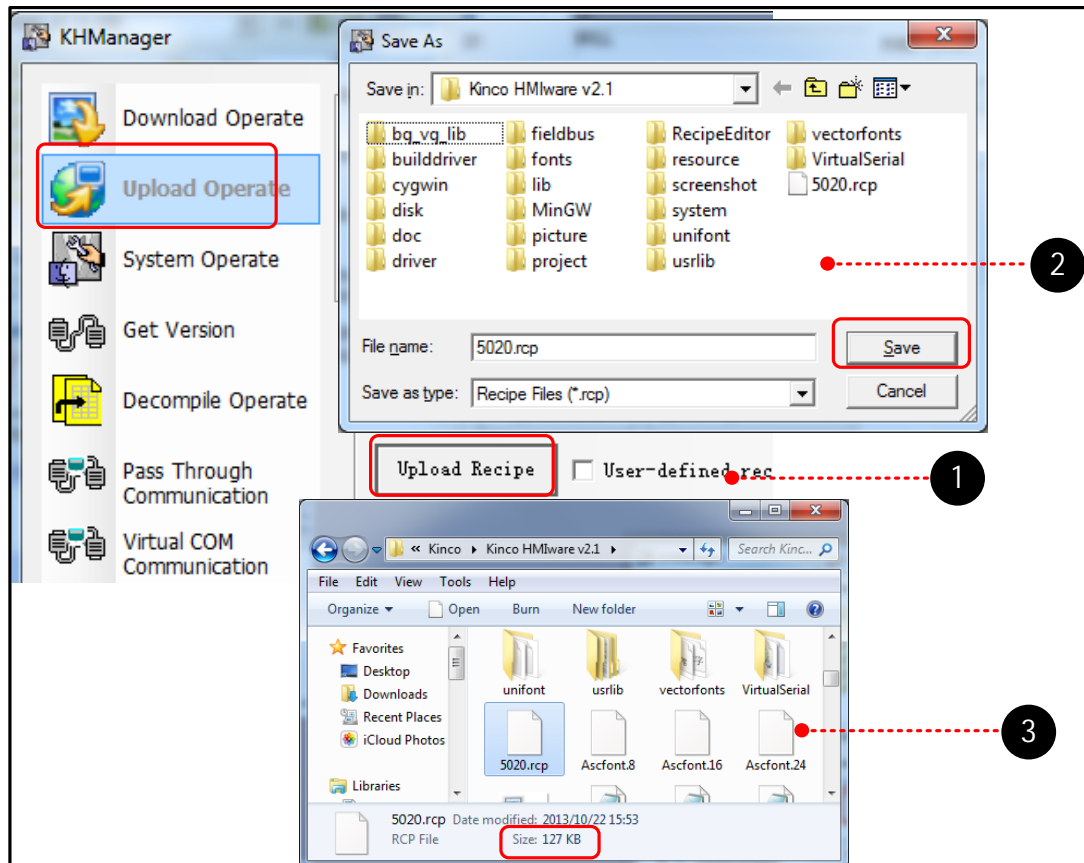 KHManager
Download Operate
Upload Operate
System Operate
Get Version
Decompile Operate
Pass Through
Communication
Virtual COM
Communication
Save As
Save in: Kinco HMIware v2.1
bg_vg_lib fieldbus RecipeEditor vectorfonts
builddriver fonts resource VirtualSerial
cygwin lib screenshot 5020.rcp
disk MinGW system
doc picture unifont
driver project usrlib
2
File name: 5020.rcp Save
Save as type: Recipe Files (*.rcp) Cancel
Upload Recipe User-defined rec
1
« Kinco Kinco HMIware v2.1 Search Kinc...
File Edit View Tools Help
Organize Open Burn New folder
Favorites
Desktop
Downloads
Recent Places
iCloud Photos
Libraries
unifont usrlib vectorfonts VirtualSerial
5020.rcp Ascfont.8 Ascfont.16 Ascfont.24
3
5020.rcp Date modified: 2013/10/22 15:53
RCP File Size: 127 KB